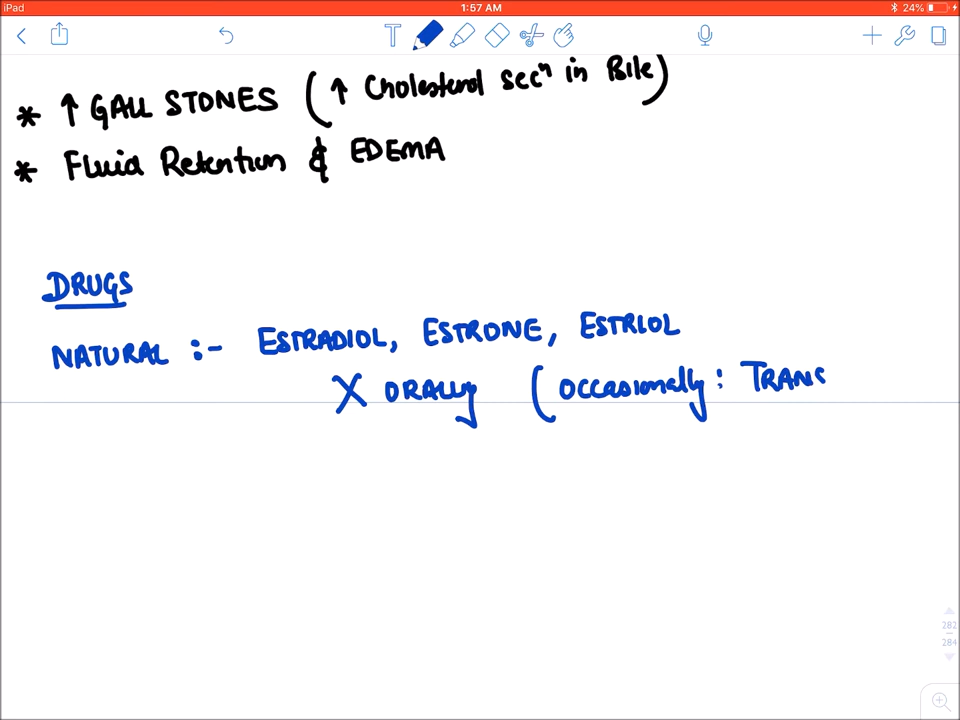 iPad 1:57 AM 24%
T
* ↑ GALL STONES (↑ Cholesterol Secⁿ in Bile)
* Fluid Retention & EDEMA
DRUGS
NATURAL :- ESTRADIOL, ESTRONE, ESTRIOL
X ORALLY (OCCASIONALLY : TRANS
282
284